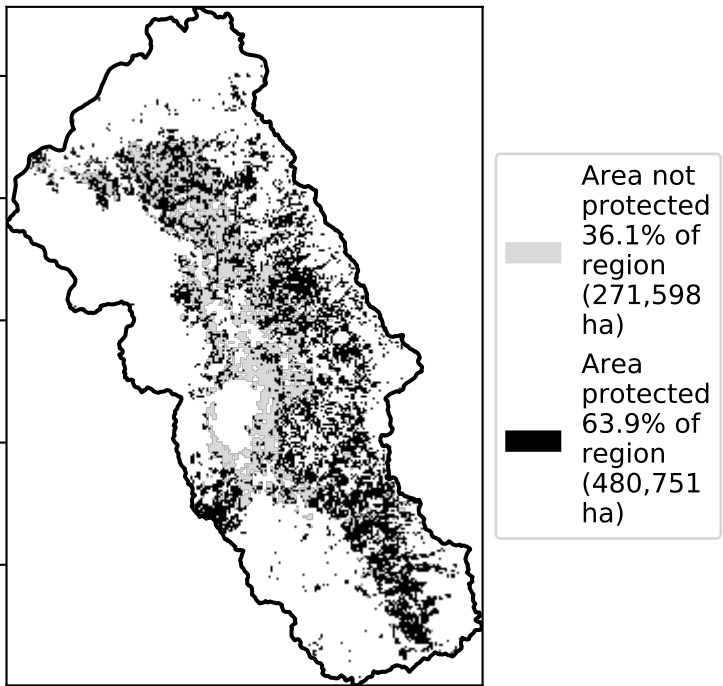 Area not
protected
36.1% of
region
(271,598
ha)
Area
protected
63.9% of
region
(480,751
ha)